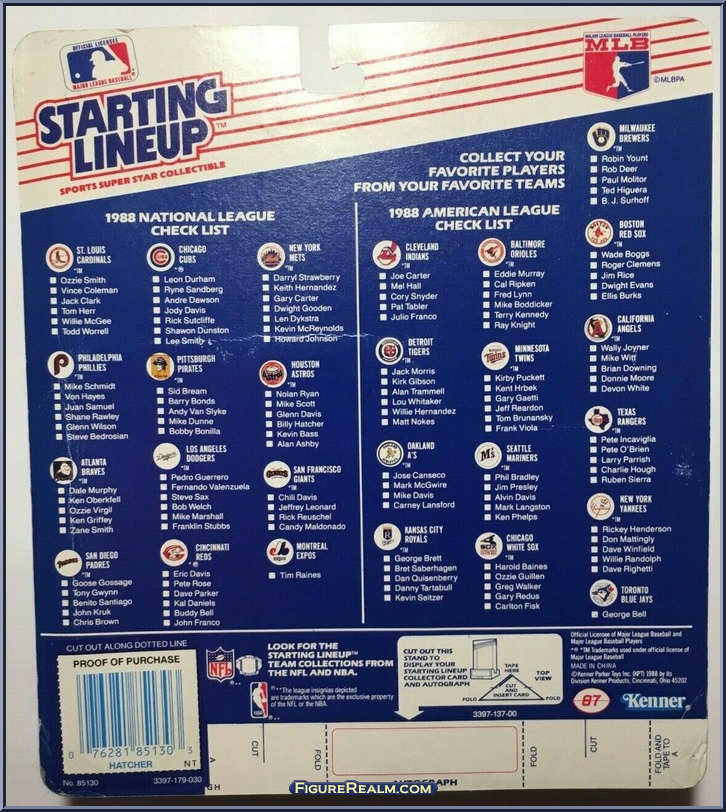 OFFICIAL LICENSEE
MAJOR LEAGUE BASEBALL
STARTING
LINEUP™
SPORTS SUPER STAR COLLECTIBLE
MAJOR LEAGUE BASEBALL PLAYERS
MLB
©MLBPA
COLLECT YOUR
FAVORITE PLAYERS
FROM YOUR FAVORITE TEAMS
1988 NATIONAL LEAGUE
CHECK LIST
ST. LOUIS
CARDINALS
Ozzie Smith
Vince Coleman
Jack Clark
Tom Herr
Willie McGee
Todd Worrell
CHICAGO
CUBS
Leon Durham
Ryne Sandberg
Andre Dawson
Jody Davis
Rick Sutcliffe
Shawon Dunston
Lee Smith
NEW YORK
METS
Darryl Strawberry
Keith Hernandez
Gary Carter
Dwight Gooden
Len Dykstra
Kevin McReynolds
Howard Johnson
PHILADELPHIA
PHILLIES
Mike Schmidt
Von Hayes
Juan Samuel
Shane Rawley
Glenn Wilson
Steve Bedrosian
PITTSBURGH
PIRATES
Sid Bream
Barry Bonds
Andy Van Slyke
Mike Dunne
Bobby Bonilla
HOUSTON
ASTROS
Nolan Ryan
Mike Scott
Glenn Davis
Billy Hatcher
Kevin Bass
Alan Ashby
ATLANTA
BRAVES
Dale Murphy
Ken Oberkfell
Ozzie Virgil
Ken Griffey
Zane Smith
LOS ANGELES
DODGERS
Pedro Guerrero
Fernando Valenzuela
Steve Sax
Bob Welch
Mike Marshall
Franklin Stubbs
SAN FRANCISCO
GIANTS
Chili Davis
Jeffrey Leonard
Rick Reuschel
Candy Maldonado
SAN DIEGO
PADRES
Goose Gossage
Tony Gwynn
Benito Santiago
John Kruk
Chris Brown
CINCINNATI
REDS
Eric Davis
Pete Rose
Dave Parker
Kal Daniels
Buddy Bell
John Franco
MONTREAL
EXPOS
Tim Raines
1988 AMERICAN LEAGUE
CHECK LIST
CLEVELAND
INDIANS
Joe Carter
Mel Hall
Cory Snyder
Pat Tabler
Julio Franco
BALTIMORE
ORIOLES
Eddie Murray
Cal Ripken
Fred Lynn
Mike Boddicker
Terry Kennedy
Ray Knight
DETROIT
TIGERS
Jack Morris
Kirk Gibson
Alan Trammell
Lou Whitaker
Willie Hernandez
Matt Nokes
MINNESOTA
TWINS
Kirby Puckett
Kent Hrbek
Gary Gaetti
Jeff Reardon
Tom Brunansky
Frank Viola
OAKLAND
A'S
Jose Canseco
Mark McGwire
Mike Davis
Carney Lansford
SEATTLE
MARINERS
Phil Bradley
Jim Presley
Alvin Davis
Mark Langston
Ken Phelps
KANSAS CITY
ROYALS
George Brett
Bret Saberhagen
Dan Quisenberry
Danny Tartabull
Kevin Seitzer
CHICAGO
WHITE SOX
Harold Baines
Ozzie Guillen
Greg Walker
Gary Redus
Carlton Fisk
MILWAUKEE
BREWERS
Robin Yount
Rob Deer
Paul Molitor
Ted Higuera
B. J. Surhoff
BOSTON
RED SOX
Wade Boggs
Roger Clemens
Jim Rice
Dwight Evans
Ellis Burks
CALIFORNIA
ANGELS
Wally Joyner
Mike Witt
Brian Downing
Donnie Moore
Devon White
TEXAS
RANGERS
Pete Incaviglia
Pete O'Brien
Larry Parrish
Charlie Hough
Ruben Sierra
NEW YORK
YANKEES
Rickey Henderson
Don Mattingly
Dave Winfield
Willie Randolph
Dave Righetti
TORONTO
BLUE JAYS
George Bell
CUT OUT ALONG DOTTED LINE
PROOF OF PURCHASE
0 76281 85130 3
HATCHER NT
No. 85130 3397-179-030
NFL
NBA
LOOK FOR THE
STARTING LINEUP™
TEAM COLLECTIONS FROM
THE NFL AND NBA.
®*™The league insignias depicted
are trademarks which are the exclusive property
of the NFL or the NBA.
CUT OUT THIS
STAND TO
DISPLAY YOUR
STARTING LINEUP
COLLECTOR CARD
AND AUTOGRAPH
TAPE
HERE
TOP
VIEW
CUT
AND INSERT
CARD
FOLD
FOLD
3397-137-00
Official Licensee of Major League Baseball and
Major League Baseball Players
*®*™ Trademarks used under official license of
Major League Baseball
MADE IN CHINA
©Kenner Parker Toys Inc. (KPT) 1988 by its
Division Kenner Products, Cincinnati, Ohio 45202
87
Kenner
CUT
FOLD
AUTOGRAPH
FOLD
CUT
FOLD AND
TAPE TO
A
FIGUREREALM.COM